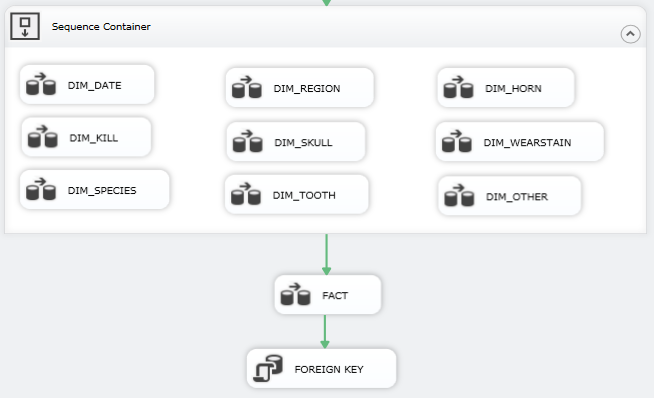 Sequence Container
DIM_DATE
DIM_REGION
DIM_HORN
DIM_KILL
DIM_SKULL
DIM_WEARSTAIN
DIM_SPECIES
DIM_TOOTH
DIM_OTHER
FACT
FOREIGN KEY